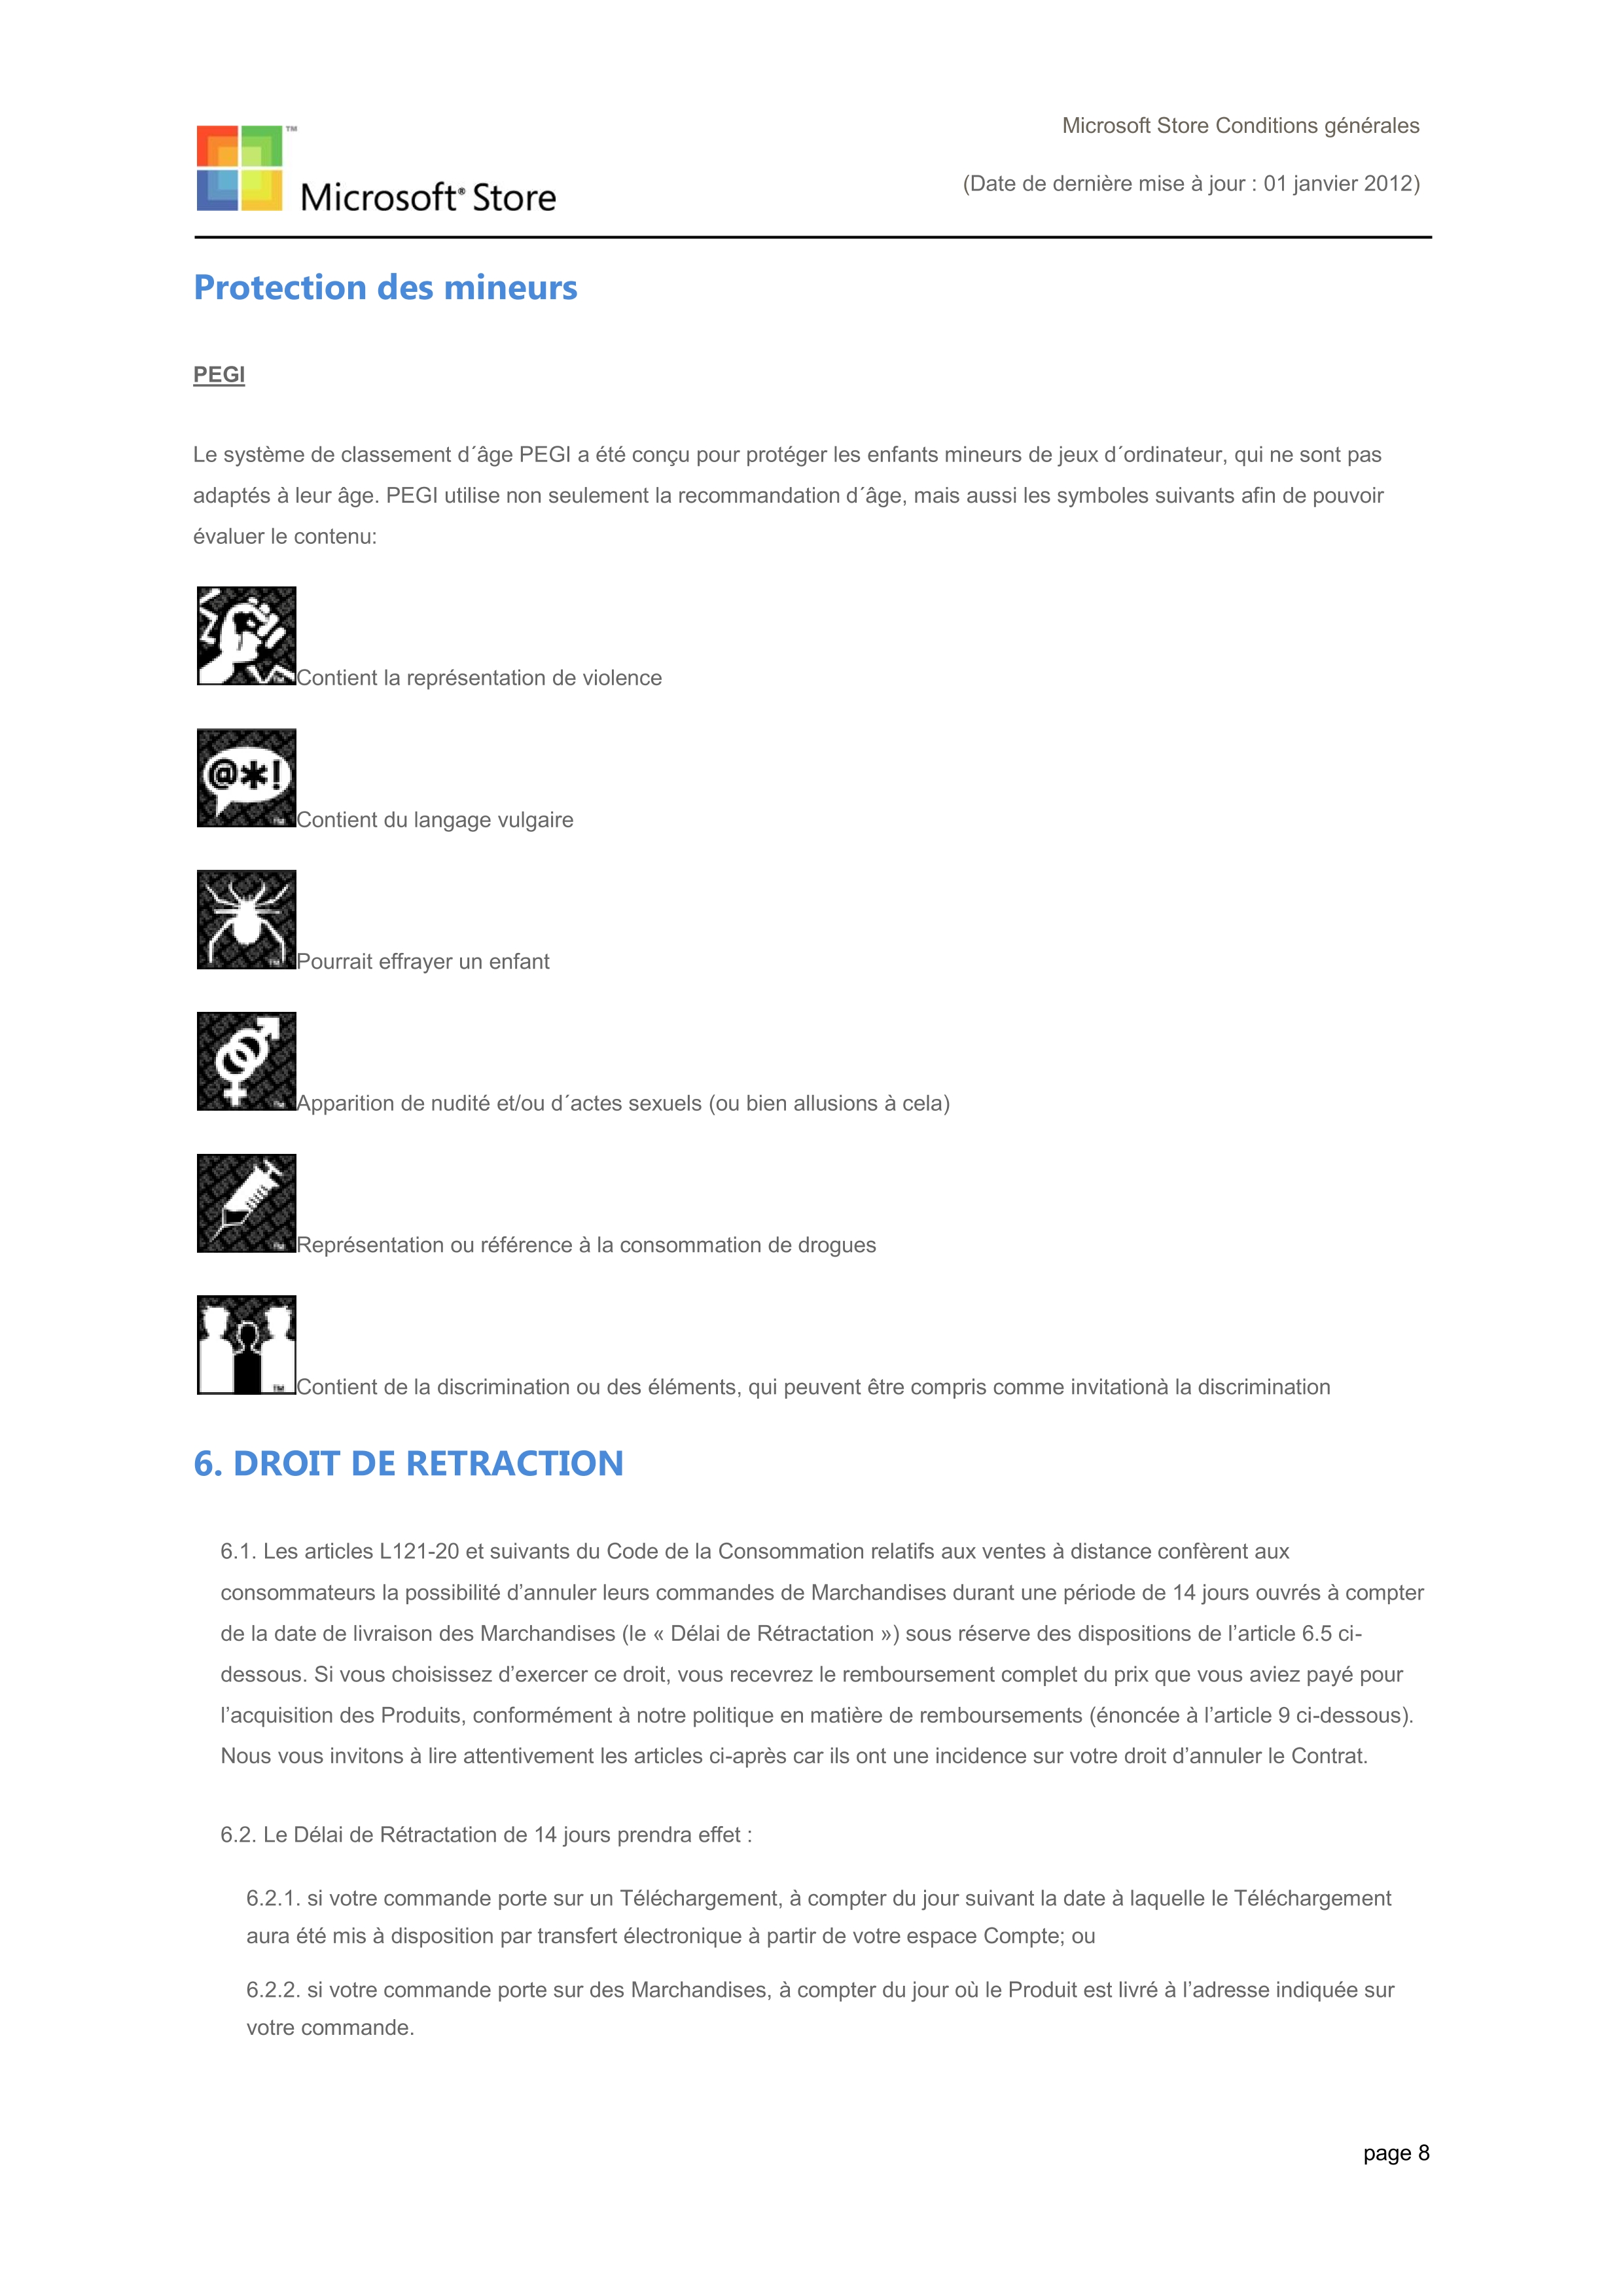 Microsoft Store Conditions générales
(Date de dernière mise à jour : 01 janvier 2012)
™
Microsoft® Store
Protection des mineurs
PEGI
Le système de classement d´âge PEGI a été conçu pour protéger les enfants mineurs de jeux d´ordinateur, qui ne sont pas
adaptés à leur âge. PEGI utilise non seulement la recommandation d´âge, mais aussi les symboles suivants afin de pouvoir
évaluer le contenu:
Contient la représentation de violence
@*!
Contient du langage vulgaire
Pourrait effrayer un enfant
Apparition de nudité et/ou d´actes sexuels (ou bien allusions à cela)
Représentation ou référence à la consommation de drogues
Contient de la discrimination ou des éléments, qui peuvent être compris comme invitationà la discrimination
6. DROIT DE RETRACTION
6.1. Les articles L121-20 et suivants du Code de la Consommation relatifs aux ventes à distance confèrent aux
consommateurs la possibilité d’annuler leurs commandes de Marchandises durant une période de 14 jours ouvrés à compter
de la date de livraison des Marchandises (le « Délai de Rétractation ») sous réserve des dispositions de l’article 6.5 ci-
dessous. Si vous choisissez d’exercer ce droit, vous recevrez le remboursement complet du prix que vous aviez payé pour
l’acquisition des Produits, conformément à notre politique en matière de remboursements (énoncée à l’article 9 ci-dessous).
Nous vous invitons à lire attentivement les articles ci-après car ils ont une incidence sur votre droit d’annuler le Contrat.
6.2. Le Délai de Rétractation de 14 jours prendra effet :
6.2.1. si votre commande porte sur un Téléchargement, à compter du jour suivant la date à laquelle le Téléchargement
aura été mis à disposition par transfert électronique à partir de votre espace Compte; ou
6.2.2. si votre commande porte sur des Marchandises, à compter du jour où le Produit est livré à l’adresse indiquée sur
votre commande.
page 8